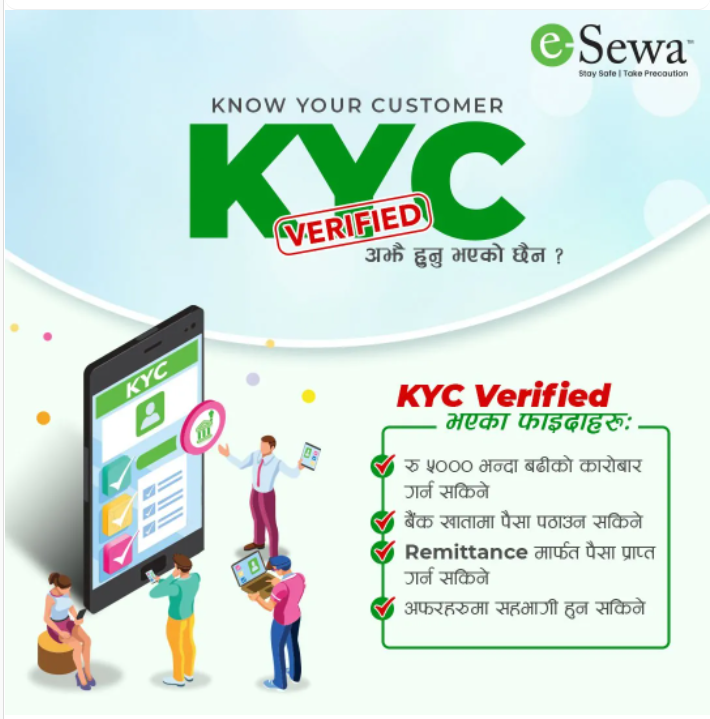 e-Sewa™
Stay Safe | Take Precaution
KNOW YOUR CUSTOMER
KYC
VERIFIED
अझै हुनु भएको छैन ?
KYC
KYC Verified
भएका फाइदाहरू:
रु ५००० भन्दा बढीको कारोबार
गर्न सकिने
बैंक खातामा पैसा पठाउन सकिने
Remittance मार्फत पैसा प्राप्त
गर्न सकिने
अफरहरुमा सहभागी हुन सकिने